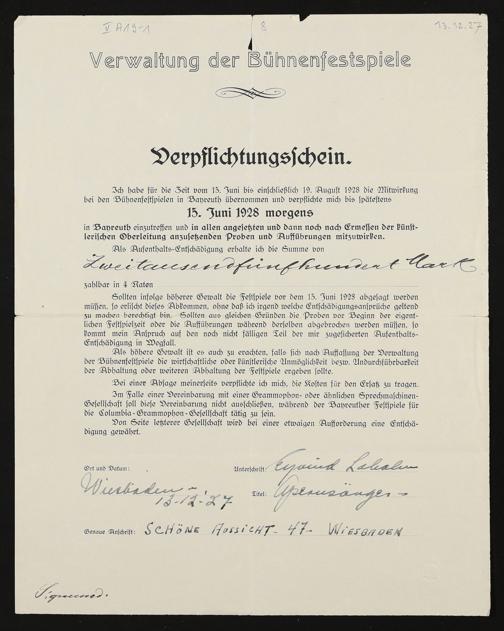 II A19-1 8 13.12.27
Verwaltung der Bühnenfestspiele
Verpflichtungsschein.
Ich habe für die Zeit vom 15. Juni bis einschließlich 19. August 1928 die Mitwirkung
bei den Bühnenfestspielen in Bayreuth übernommen und verpflichte mich bis spätestens
15. Juni 1928 morgens
in Bayreuth einzutreffen und in allen angesetzten und dann noch nach Ermessen der künst-
lerischen Oberleitung anzusetzenden Proben und Aufführungen mitzuwirken.
Als Aufenthalts-Entschädigung erhalte ich die Summe von
Zweitausendfünfhundert Mark
zahlbar in 4 Raten
Sollten infolge höherer Gewalt die Festspiele vor dem 15. Juni 1928 abgesagt werden
müssen, so erlischt dieses Abkommen, ohne daß ich irgend welche Entschädigungsansprüche geltend
zu machen berechtigt bin. Sollten aus gleichen Gründen die Proben vor Beginn der eigent-
lichen Festspielzeit oder die Aufführungen während derselben abgebrochen werden müssen, so
kommt mein Anspruch auf den noch nicht fälligen Teil der mir zugesicherten Aufenthalts-
Entschädigung in Wegfall.
Als höhere Gewalt ist es auch zu erachten, falls sich nach Auffassung der Verwaltung
der Bühnenfestspiele die wirtschaftliche oder künstlerische Unmöglichkeit bezw. Undurchführbarkeit
der Abhaltung oder weiteren Abhaltung der Festspiele ergeben sollte.
Bei einer Absage meinerseits verpflichte ich mich, die Kosten für den Ersatz zu tragen.
Im Falle einer Vereinbarung mit einer Grammophon- oder ähnlichen Sprechmaschinen-
Gesellschaft soll diese Vereinbarung nicht ausschließen, während der Bayreuther Festspiele für
die Columbia-Grammophon-Gesellschaft tätig zu sein.
Von Seite letzterer Gesellschaft wird bei einer etwaigen Aufforderung eine Entschä-
digung gewährt.
Ort und Datum: Unterschrift: Eyvind Laholm
Wiesbaden
13-12-27 Titel: Opernsänger
Genaue Anschrift: SCHÖNE AUSSICHT - 47 - WIESBADEN
Sigmund.